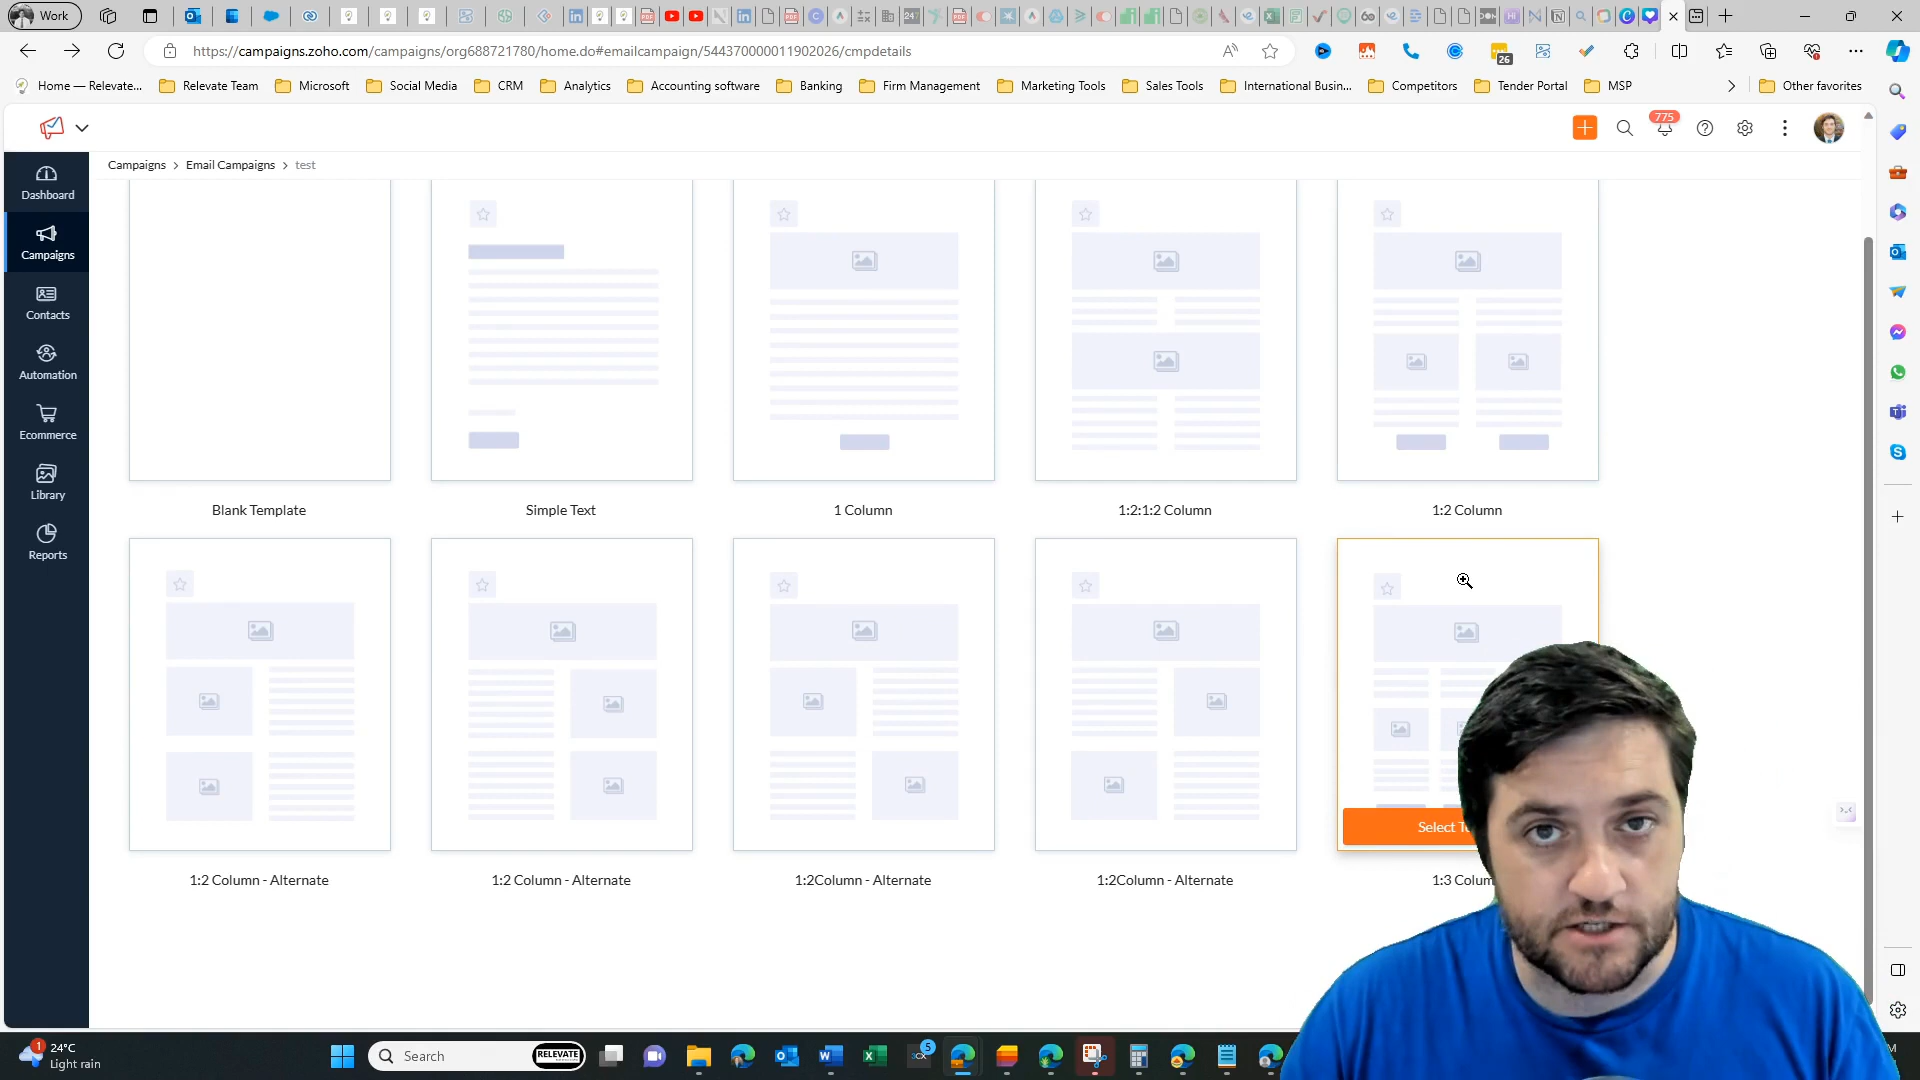 Work
https://campaigns.zoho.com/campaigns/org688721780/home.do#emailcampaign/544370000011902026/cmpdetails
26
Home — Relevate...
Relevate Team
Microsoft
Social Media
CRM
Analytics
Accounting software
Banking
Firm Management
Marketing Tools
Sales Tools
International Busin...
Competitors
Tender Portal
MSP
Other favorites
775
Campaigns > Email Campaigns > test
Dashboard
Campaigns
Contacts
Automation
Ecommerce
Library
Reports
Blank Template
Simple Text
1 Column
1:2:1:2 Column
1:2 Column
Select
1:2 Column - Alternate
1:2 Column - Alternate
1:2Column - Alternate
1:2Column - Alternate
1:3 Colum
1
24°C
Light rain
Search
RELEVATE
5